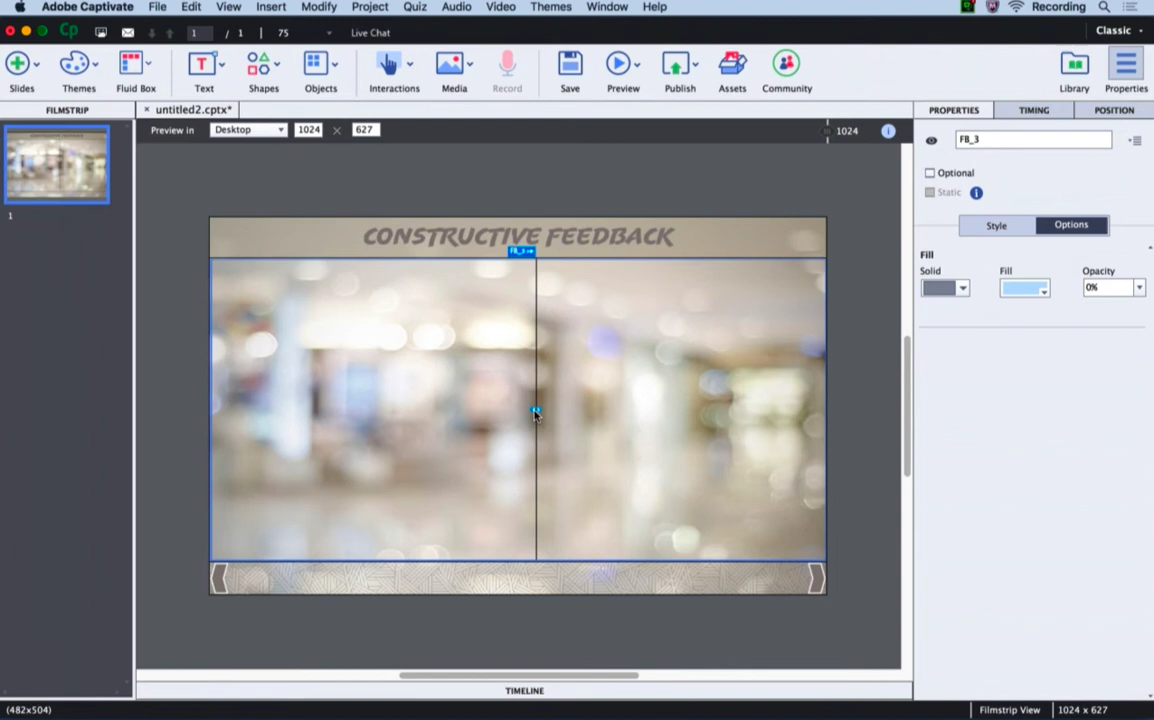 Adobe Captivate File Edit View Insert Modify Project Quiz Audio Video Themes Window Help Recording
Cp 1 / 1 75 Live Chat Classic
Slides Themes Fluid Box Text Shapes Objects Interactions Media Record Save Preview Publish Assets Community Library Properties
FILMSTRIP × untitled2.cptx* PROPERTIES TIMING POSITION
Preview in Desktop 1024 × 627 1024
FB_3
Optional
Static
Style Options
CONSTRUCTIVE FEEDBACK
FB_3
Fill
Solid Fill Opacity
0%
1
TIMELINE
(482x504) Filmstrip View 1024 x 627